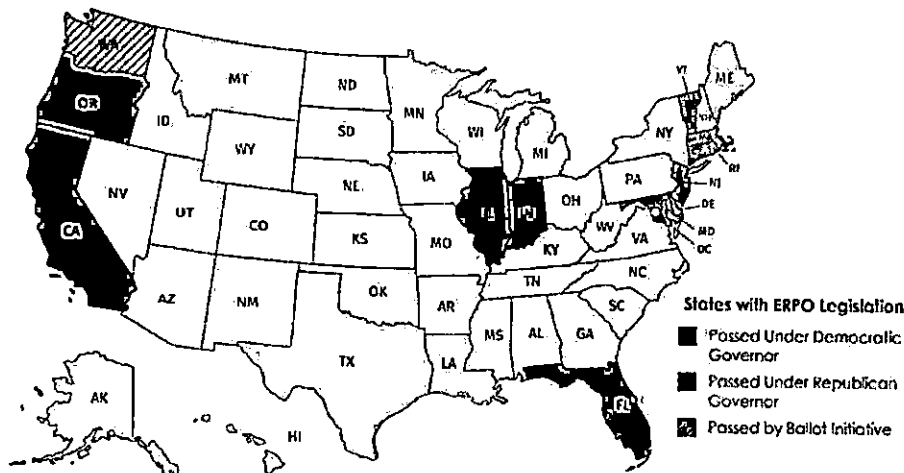 WA
MT
ND
MN
ME
VT
OR
ID
SD
WI
NY
MI
WY
RI
IA
PA
NJ
NE
NV
OH
DE
IL
IN
UT
CA
CO
WV
MD
KS
MO
VA
DC
KY
NC
TN
AZ
OK
NM
AR
SC
States with ERPO Legislation
MS
AL
GA
Passed Under Democratic
Governor
TX
LA
AK
Passed Under Republican
Governor
FL
HI
Passed by Ballot Initiative